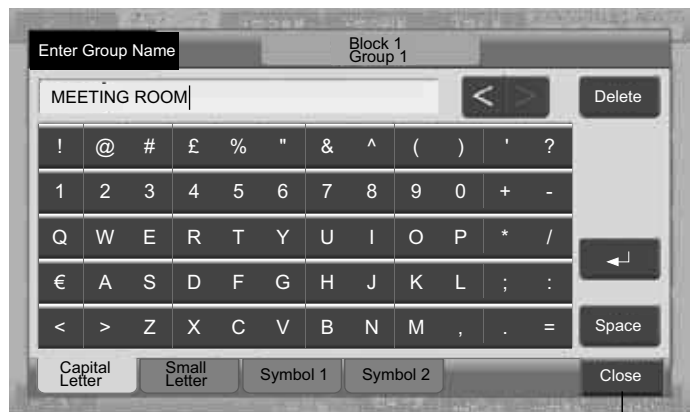 Enter Group Name
Block 1
Group 1
MEETING ROOM
< >
Delete
! @ # £ % " & ^ ( ) ' ?
1 2 3 4 5 6 7 8 9 0 + -
Q W E R T Y U I O P * /
€ A S D F G H J K L ; :
< > Z X C V B N M , . =
Space
Capital
Letter
Small
Letter
Symbol 1
Symbol 2
Close